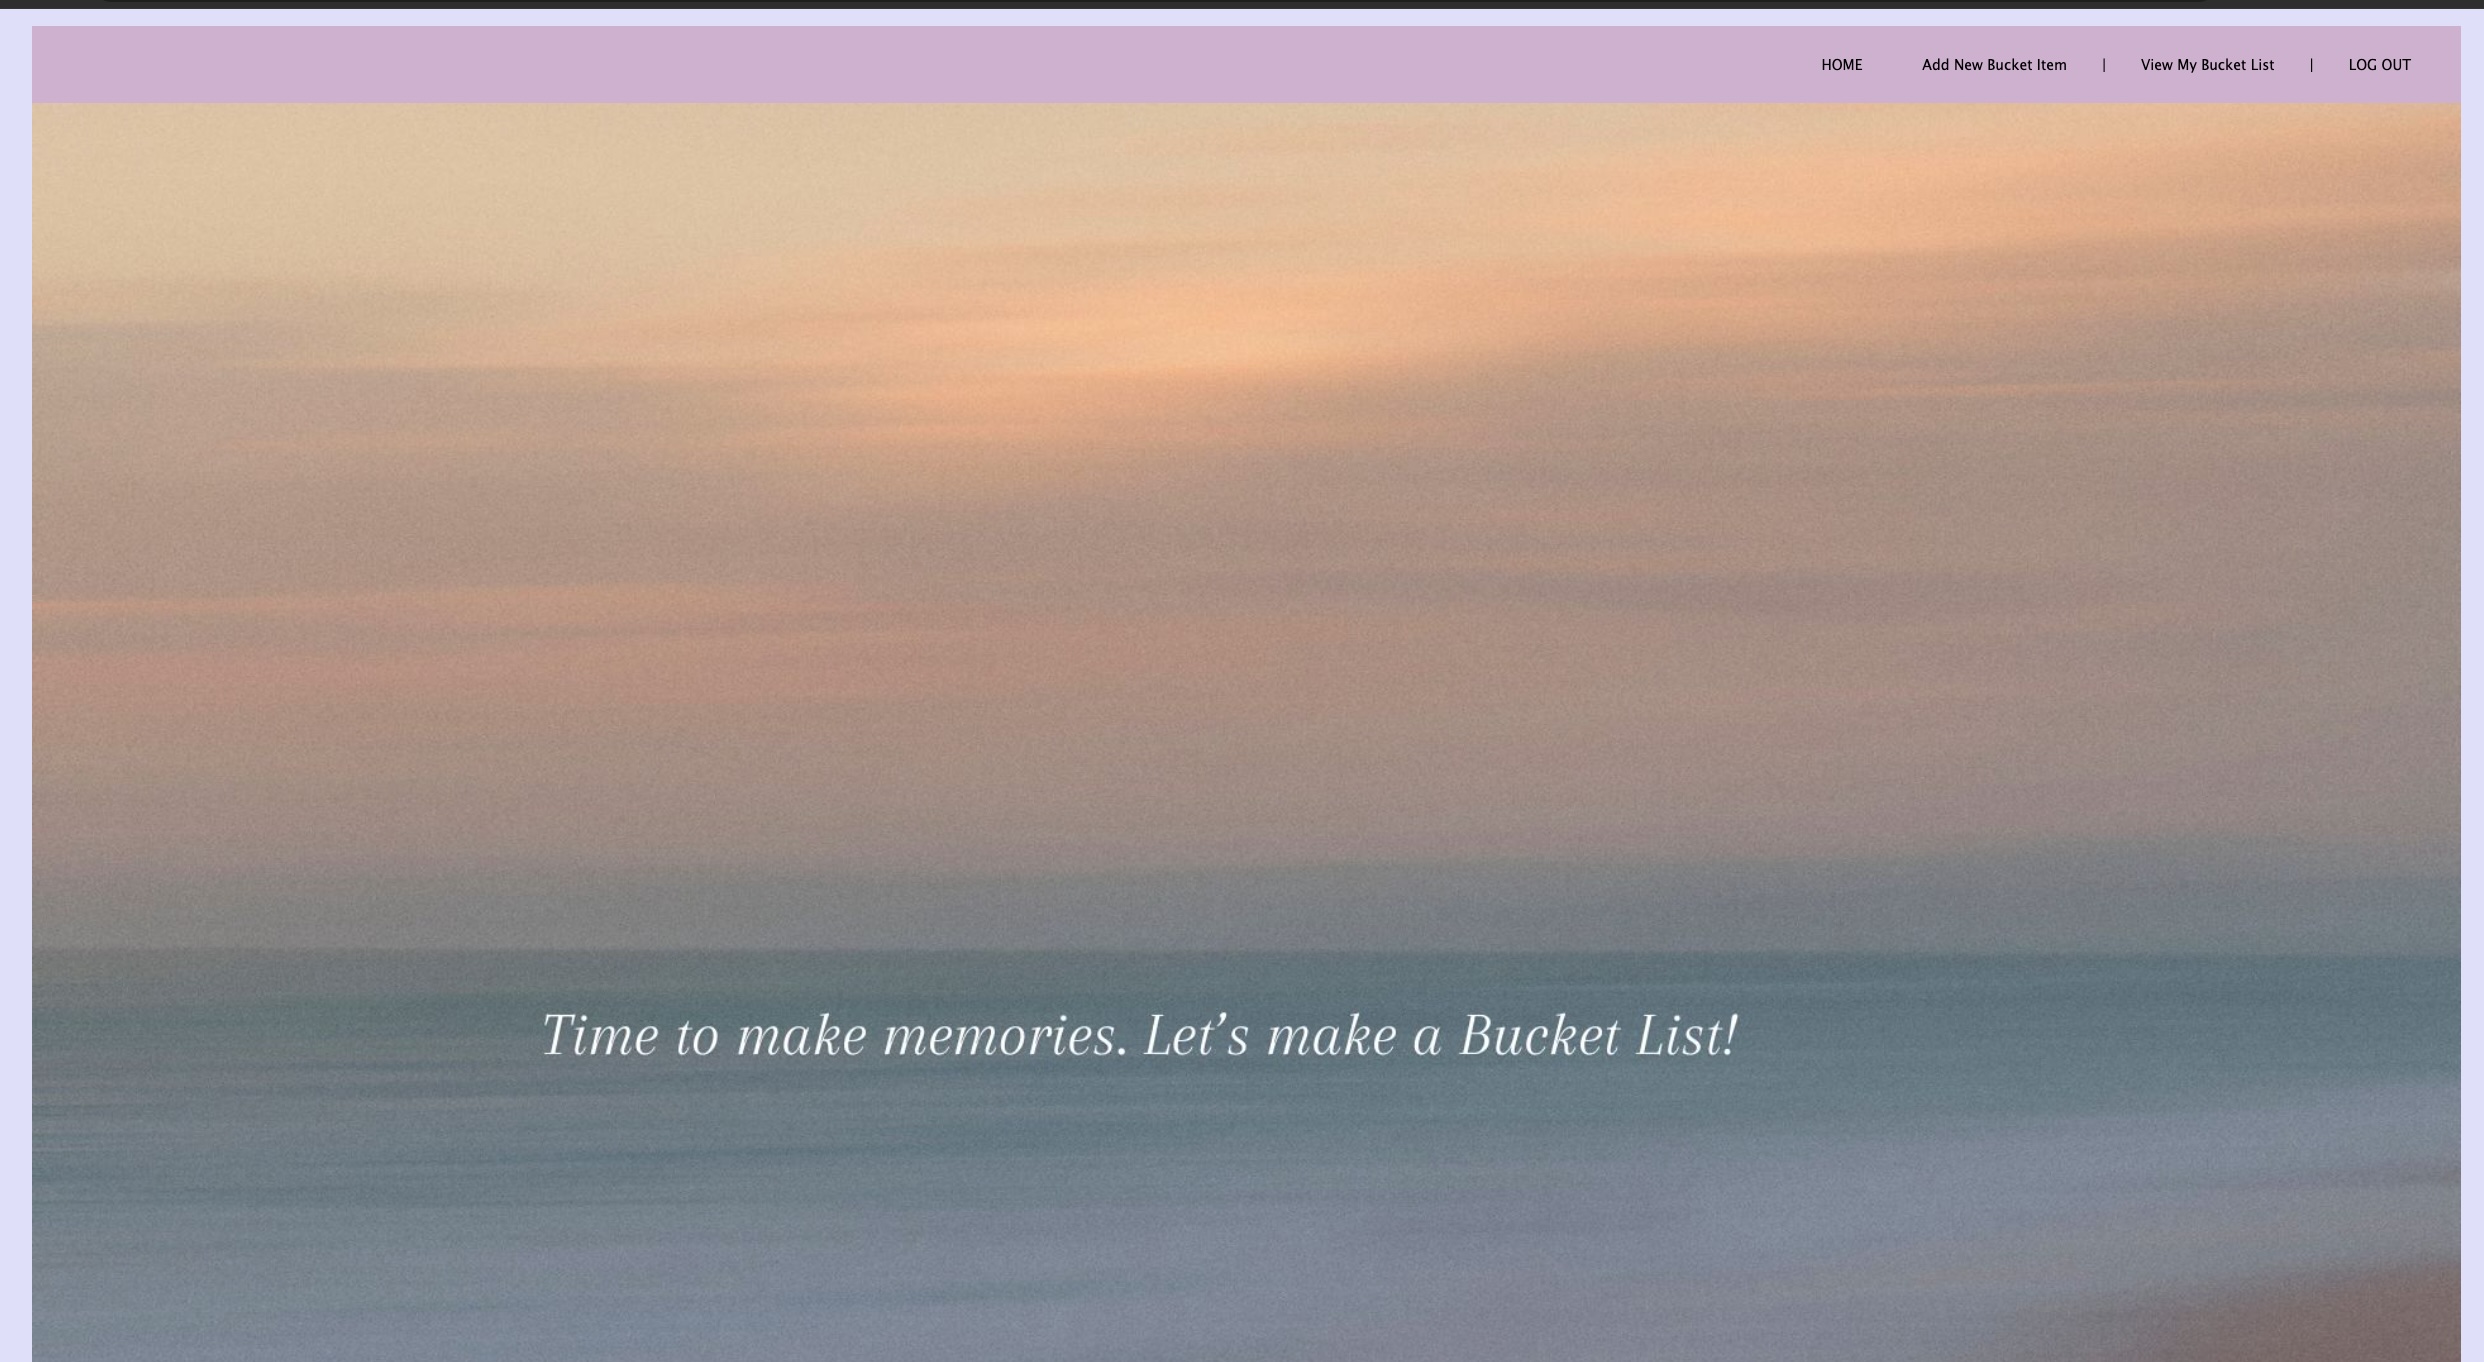 HOME Add New Bucket Item | View My Bucket List | LOG OUT
Time to make memories. Let’s make a Bucket List!